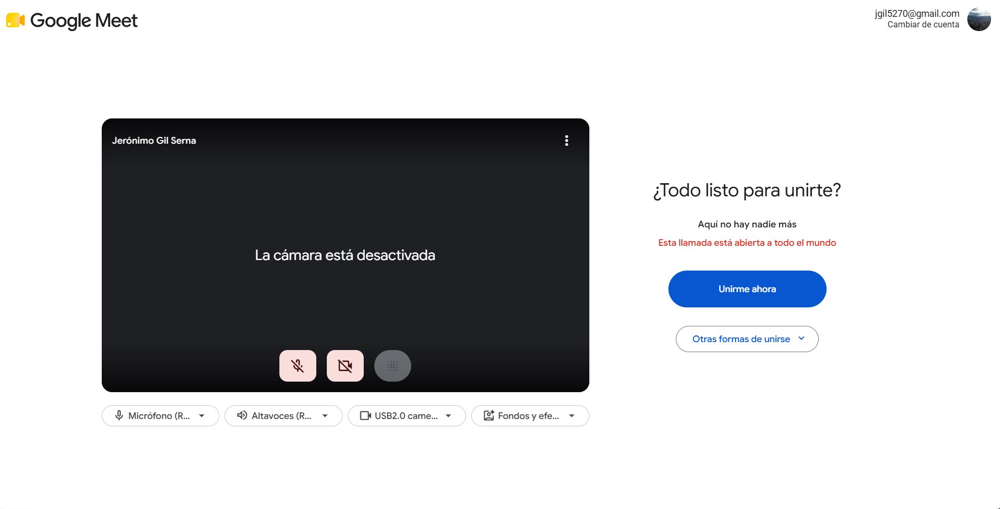 Google Meet
jgil5270@gmail.com
Cambiar de cuenta
Jerónimo Gil Serna
La cámara está desactivada
Micrófono (R...
Altavoces (R...
USB2.0 came...
Fondos y efe...
¿Todo listo para unirte?
Aquí no hay nadie más
Esta llamada está abierta a todo el mundo
Unirme ahora
Otras formas de unirse